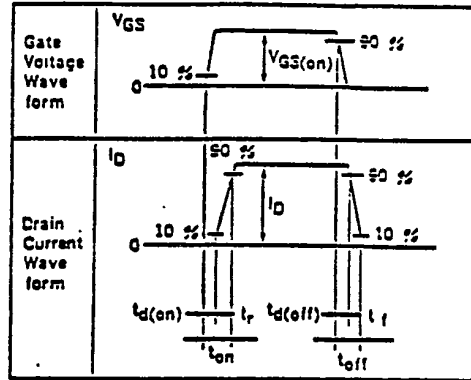 Gate
Voltage
Wave
form
VGS
10 %
0
VGS(on)
90 %
Drain
Current
Wave
form
ID
90 %
10 %
0
ID
90 %
10 %
td(on) tr td(off) tf
ton toff